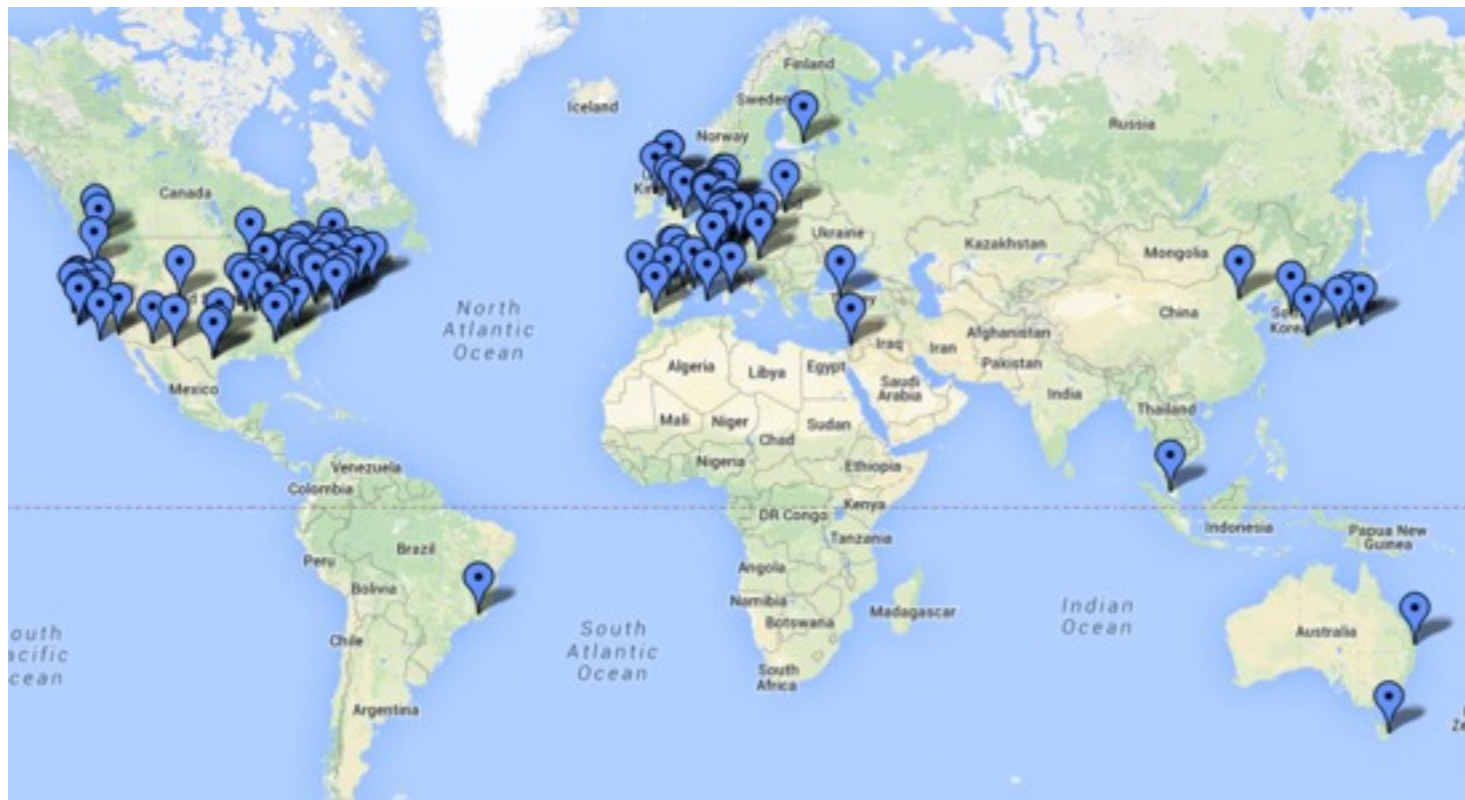 Finland
Iceland
Sweden
Russia
Norway
Canada
Ukraine
Kazakhstan
Mongolia
North
Atlantic
Ocean
China
Afghanistan
Iraq
Iran
Pakistan
Algeria
Libya
Egypt
Saudi
Arabia
India
Mexico
Thailand
Mali
Niger
Chad
Sudan
Nigeria
Ethiopia
Venezuela
Colombia
Kenya
DR Congo
Tanzania
Indonesia
Papua New
Guinea
Brazil
Peru
Angola
Bolivia
Namibia
Botswana
Madagascar
Indian
Ocean
Australia
outh
acific
cean
Chile
South
Atlantic
Ocean
South
Africa
Argentina